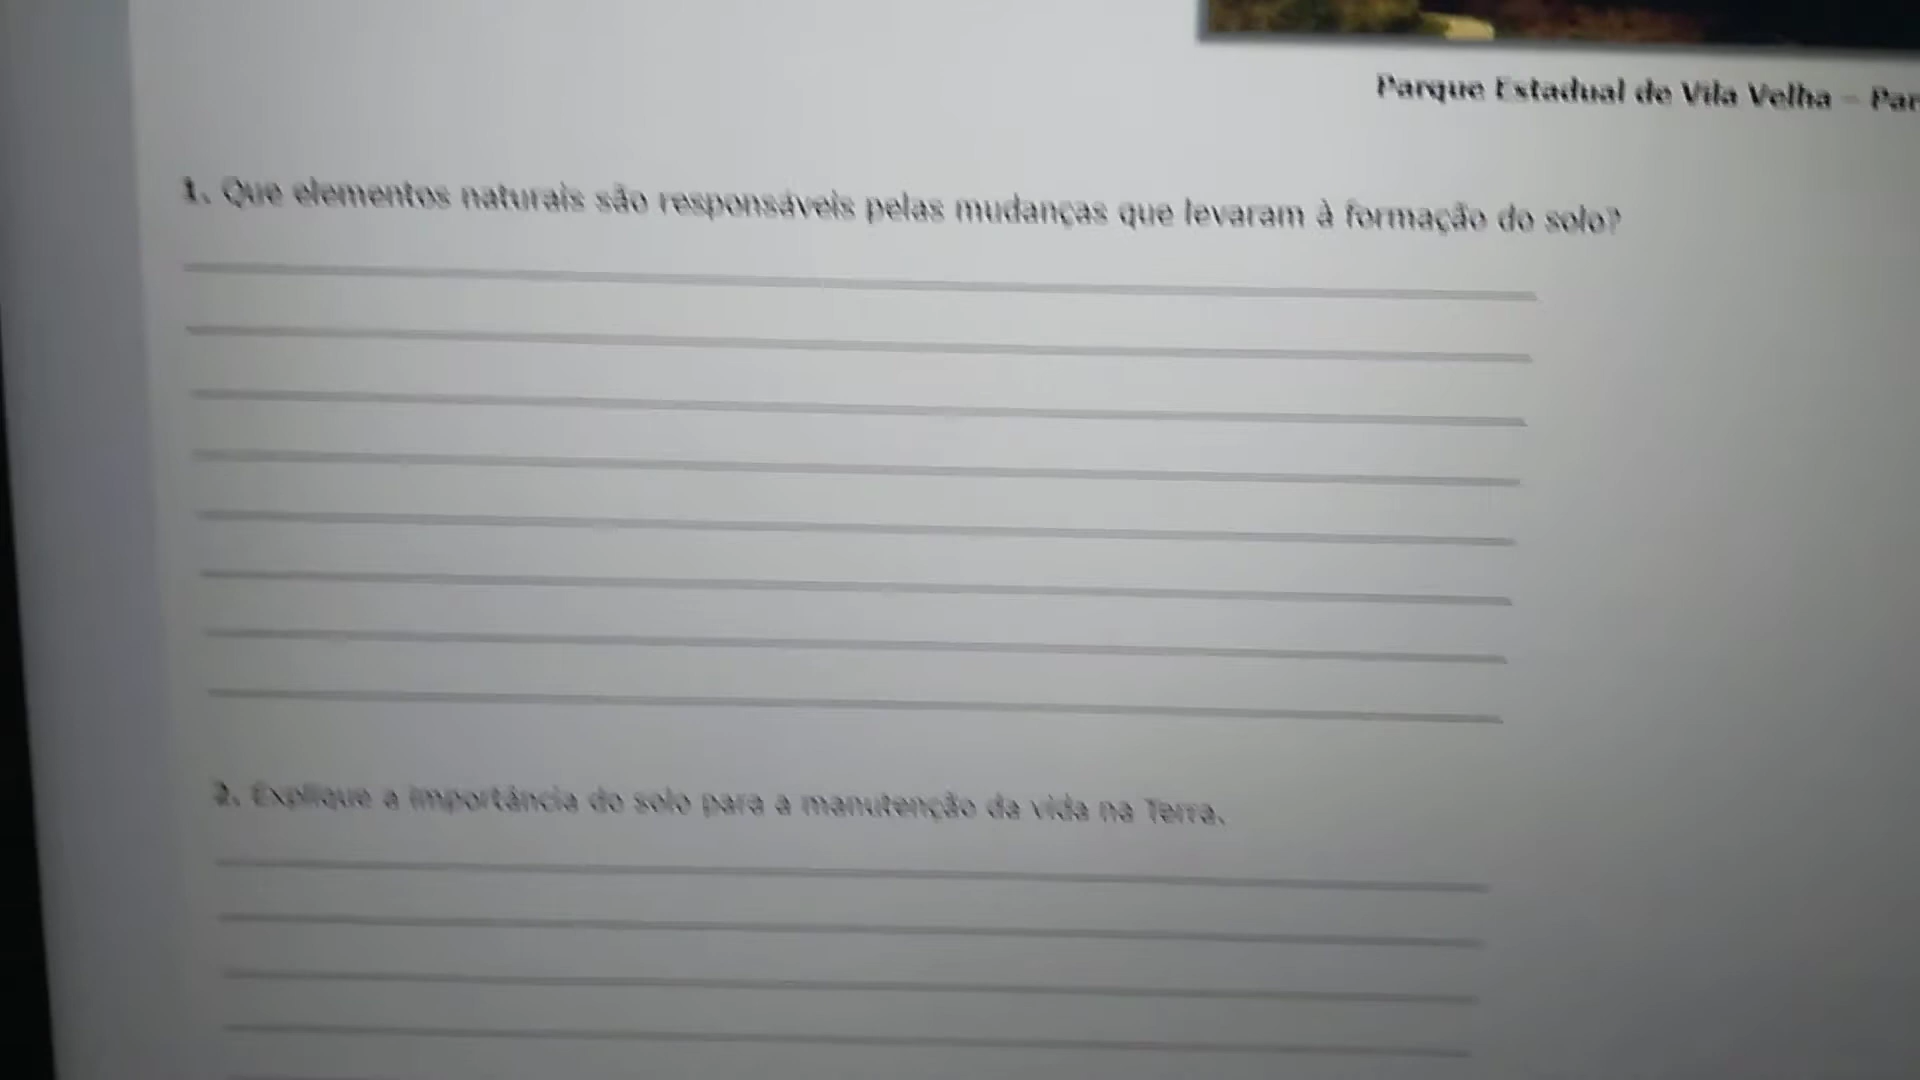 Parque Estadual de Vila Velha – Par
1. Que elementos naturais são responsáveis pelas mudanças que levaram à formação do solo?
2. Explique a importância do solo para a manutenção da vida na Terra.